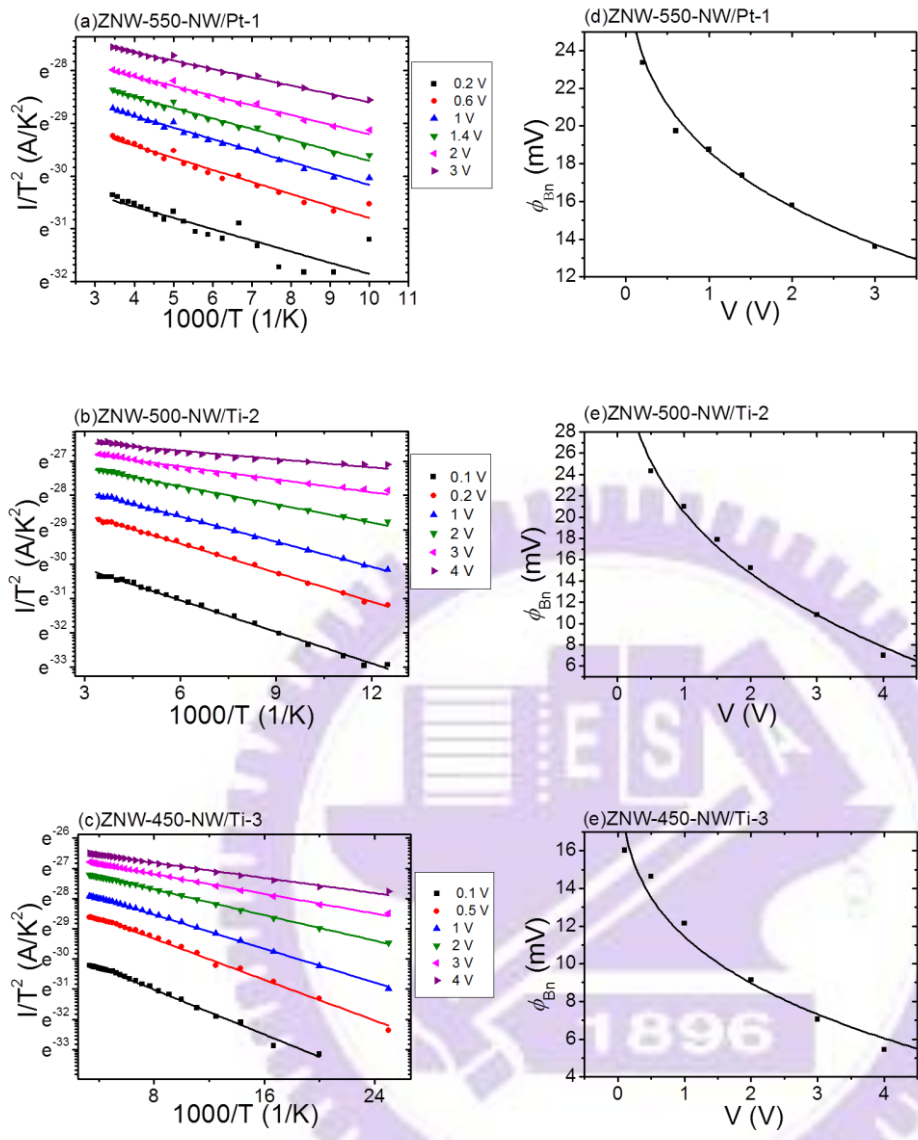 (a)ZNW-550-NW/Pt-1
I/T² (A/K²)
e⁻²⁸
e⁻²⁹
e⁻³⁰
e⁻³¹
e⁻³²
3 4 5 6 7 8 9 10 11
1000/T (1/K)
0.2 V
0.6 V
1 V
1.4 V
2 V
3 V
(d)ZNW-550-NW/Pt-1
ϕBn (mV)
24
22
20
18
16
14
12
0 1 2 3
V (V)
(b)ZNW-500-NW/Ti-2
I/T² (A/K²)
e⁻²⁶
e⁻²⁷
e⁻²⁸
e⁻²⁹
e⁻³⁰
e⁻³¹
e⁻³²
e⁻³³
3 6 9 12
1000/T (1/K)
0.1 V
0.2 V
1 V
2 V
3 V
4 V
(e)ZNW-500-NW/Ti-2
ϕBn (mV)
28
26
24
22
20
18
16
14
12
10
8
6
0 1 2 3 4
V (V)
(c)ZNW-450-NW/Ti-3
I/T² (A/K²)
e⁻²⁶
e⁻²⁷
e⁻²⁸
e⁻²⁹
e⁻³⁰
e⁻³¹
e⁻³²
e⁻³³
8 16 24
1000/T (1/K)
0.1 V
0.5 V
1 V
2 V
3 V
4 V
(e)ZNW-450-NW/Ti-3
ϕBn (mV)
16
14
12
10
8
6
4
0 1 2 3 4
V (V)
E S A
1896